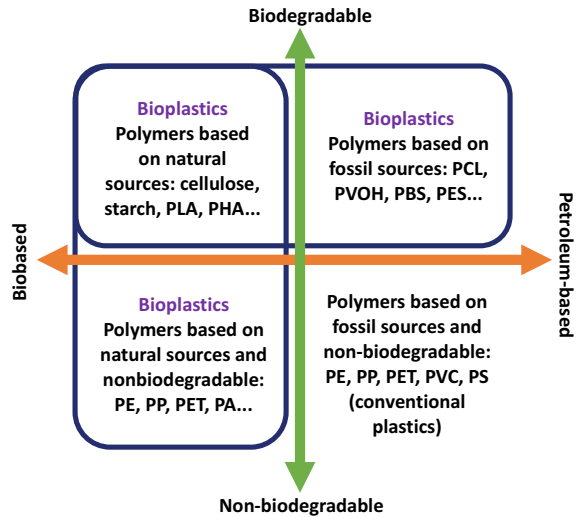 Biodegradable
Bioplastics
Polymers based
on natural
sources: cellulose,
starch, PLA, PHA...
Bioplastics
Polymers based on
fossil sources: PCL,
PVOH, PBS, PES...
Biobased
Petroleum-based
Bioplastics
Polymers based on
natural sources and
nonbiodegradable:
PE, PP, PET, PA...
Polymers based on
fossil sources and
non-biodegradable:
PE, PP, PET, PVC, PS
(conventional
plastics)
Non-biodegradable